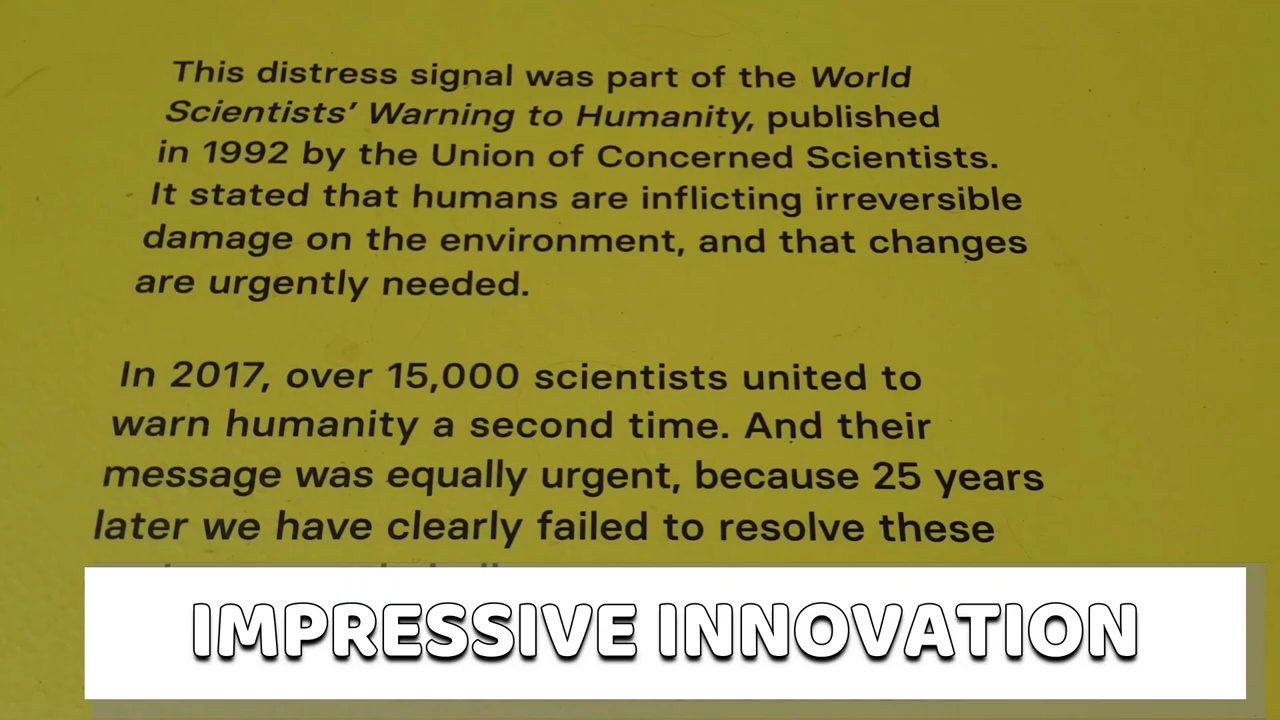 This distress signal was part of the World
Scientists’ Warning to Humanity, published
in 1992 by the Union of Concerned Scientists.
It stated that humans are inflicting irreversible
damage on the environment, and that changes
are urgently needed.
In 2017, over 15,000 scientists united to
warn humanity a second time. And their
message was equally urgent, because 25 years
later we have clearly failed to resolve these
IMPRESSIVE INNOVATION